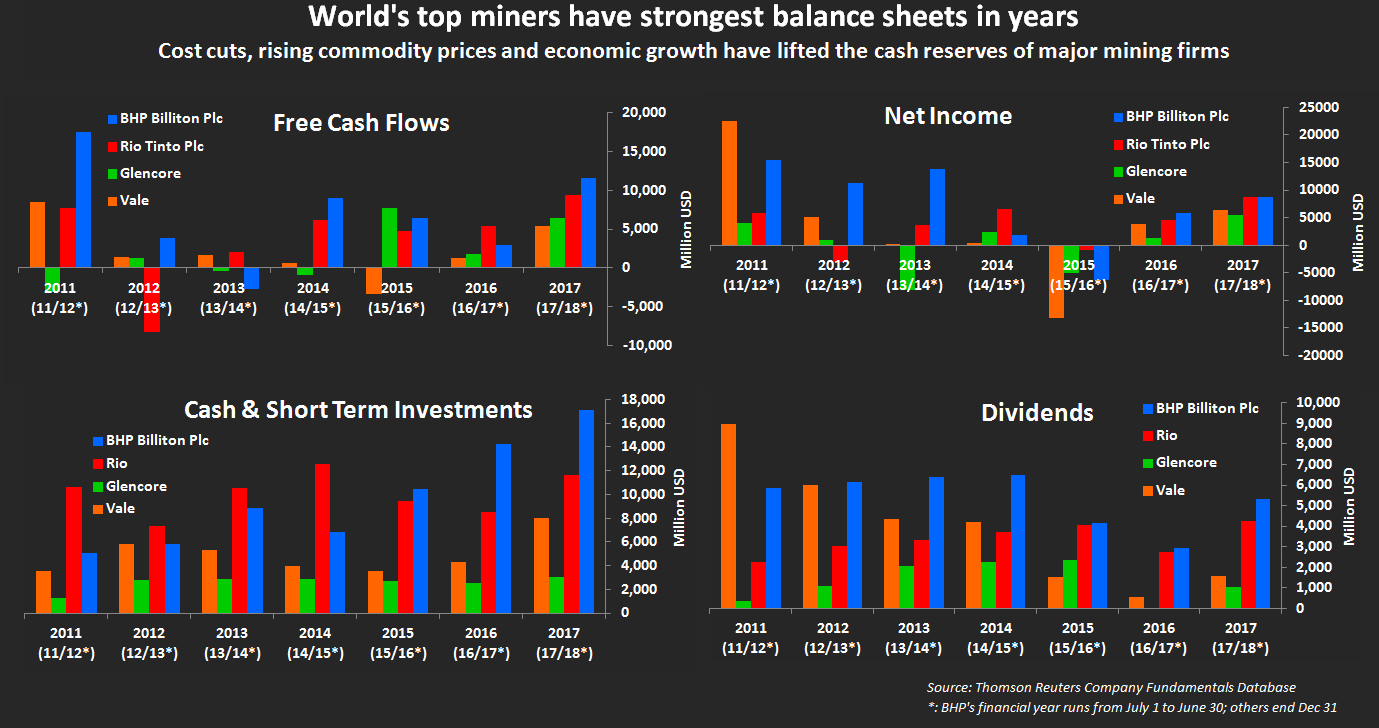 World's top miners have strongest balance sheets in years
Cost cuts, rising commodity prices and economic growth have lifted the cash reserves of major mining firms
Free Cash Flows
BHP Billiton Plc
Rio Tinto Plc
Glencore
Vale
20,000
15,000
10,000
5,000
0
-5,000
-10,000
Million USD
2011 2012 2013 2014 2015 2016 2017
(11/12*) (12/13*) (13/14*) (14/15*) (15/16*) (16/17*) (17/18*)
Net Income
BHP Billiton Plc
Rio Tinto Plc
Glencore
Vale
25000
20000
15000
10000
5000
0
-5000
-10000
-15000
-20000
Million USD
2011 2012 2013 2014 2015 2016 2017
(11/12*) (12/13*) (13/14*) (14/15*) (15/16*) (16/17*) (17/18*)
Cash & Short Term Investments
BHP Billiton Plc
Rio
Glencore
Vale
18,000
16,000
14,000
12,000
10,000
8,000
6,000
4,000
2,000
0
Million USD
2011 2012 2013 2014 2015 2016 2017
(11/12*) (12/13*) (13/14*) (14/15*) (15/16*) (16/17*) (17/18*)
Dividends
BHP Billiton Plc
Rio
Glencore
Vale
10,000
9,000
8,000
7,000
6,000
5,000
4,000
3,000
2,000
1,000
0
Million USD
2011 2012 2013 2014 2015 2016 2017
(11/12*) (12/13*) (13/14*) (14/15*) (15/16*) (16/17*) (17/18*)
Source: Thomson Reuters Company Fundamentals Database
*: BHP's financial year runs from July 1 to June 30; others end Dec 31